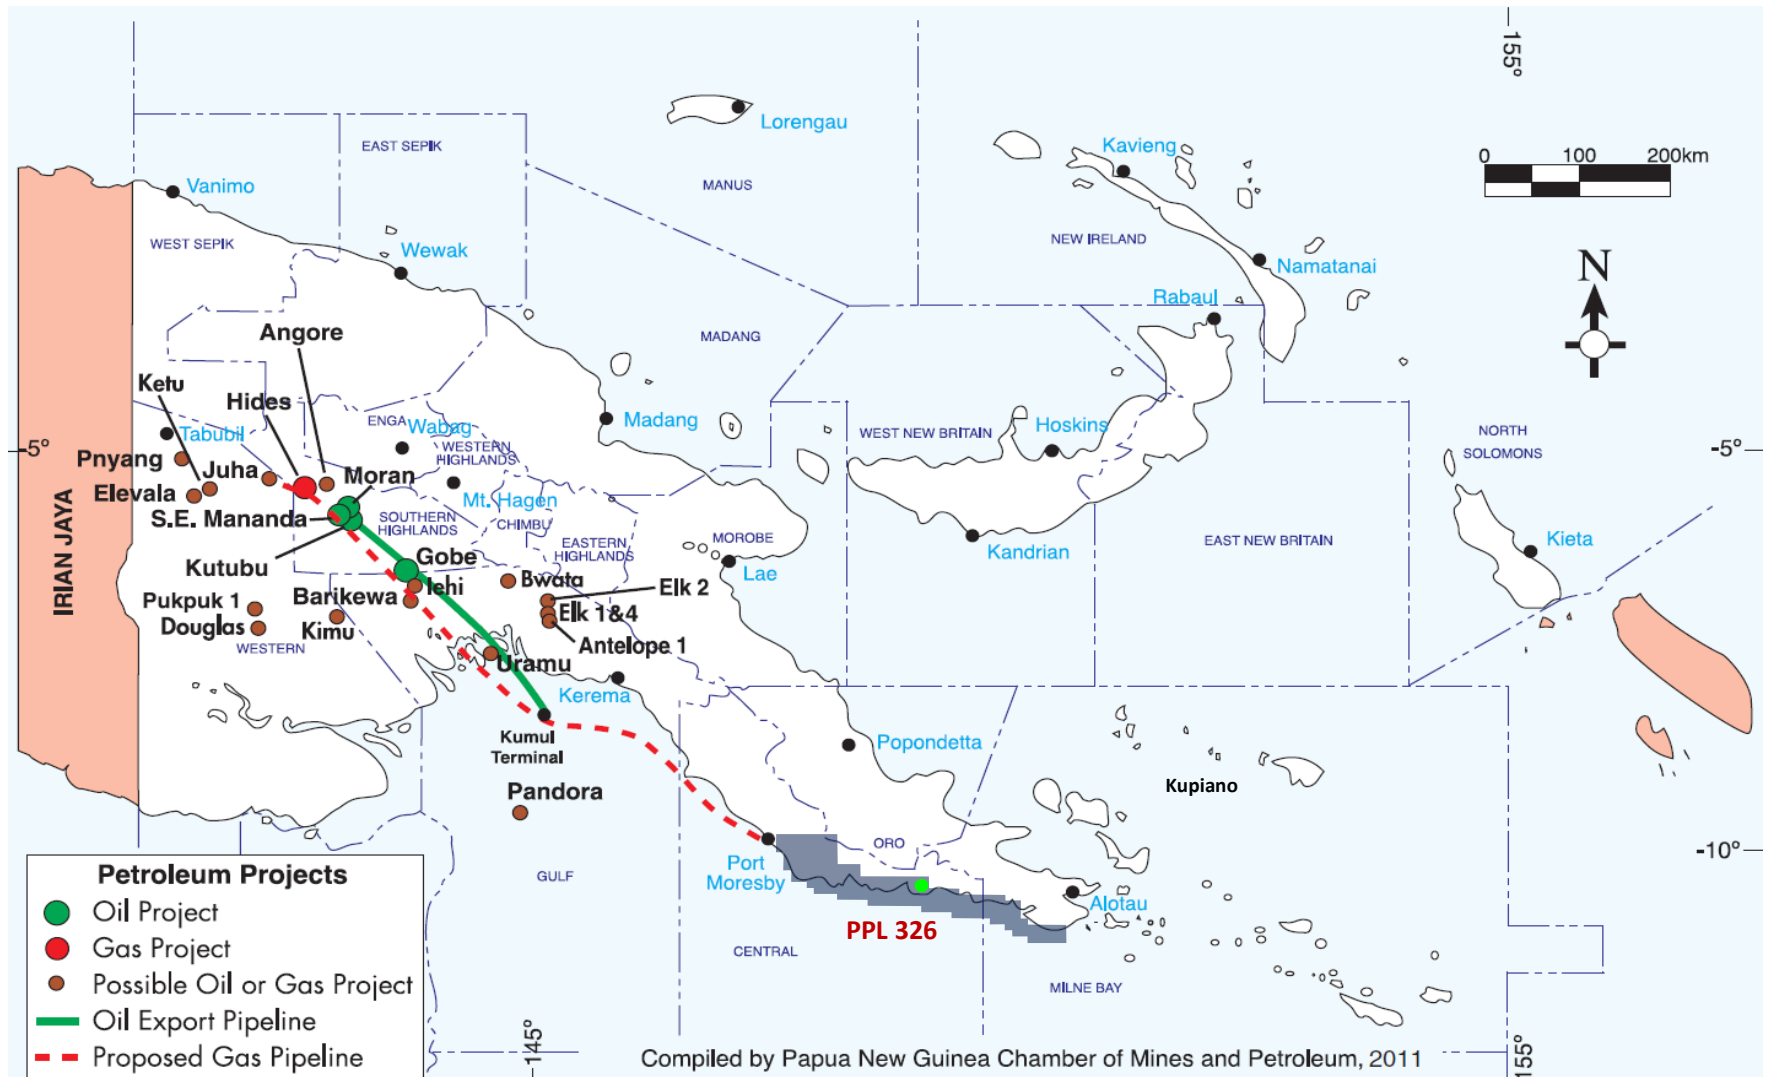 155º
Lorengau
EAST SEPIK
Kavieng
0 100 200km
Vanimo
MANUS
WEST SEPIK
Wewak
NEW IRELAND
Namatanai
N
Rabaul
Angore
MADANG
Ketu
Hides
ENGA
Wabag
Madang
Hoskins
Tabubil
WESTERN
HIGHLANDS
WEST NEW BRITAIN
NORTH
SOLOMONS
-5º
-5º
Pnyang
Juha
Moran
Elevala
Mt. Hagen
S.E. Mananda
SOUTHERN
HIGHLANDS
CHIMBU
IRIAN JAYA
EASTERN
HIGHLANDS
MOROBE
Kandrian
EAST NEW BRITAIN
Kieta
Kutubu
Gobe
Lae
Iehi
Bwata
Elk 2
Pukpuk 1
Barikewa
Elk 1&4
Douglas
Kimu
Antelope 1
WESTERN
Uramu
Kerema
Kumul
Terminal
Popondetta
Kupiano
Pandora
ORO
Port
Moresby
-10º
GULF
Alotau
PPL 326
CENTRAL
MILNE BAY
Petroleum Projects
Oil Project
Gas Project
Possible Oil or Gas Project
Oil Export Pipeline
Proposed Gas Pipeline
145º
Compiled by Papua New Guinea Chamber of Mines and Petroleum, 2011
155º